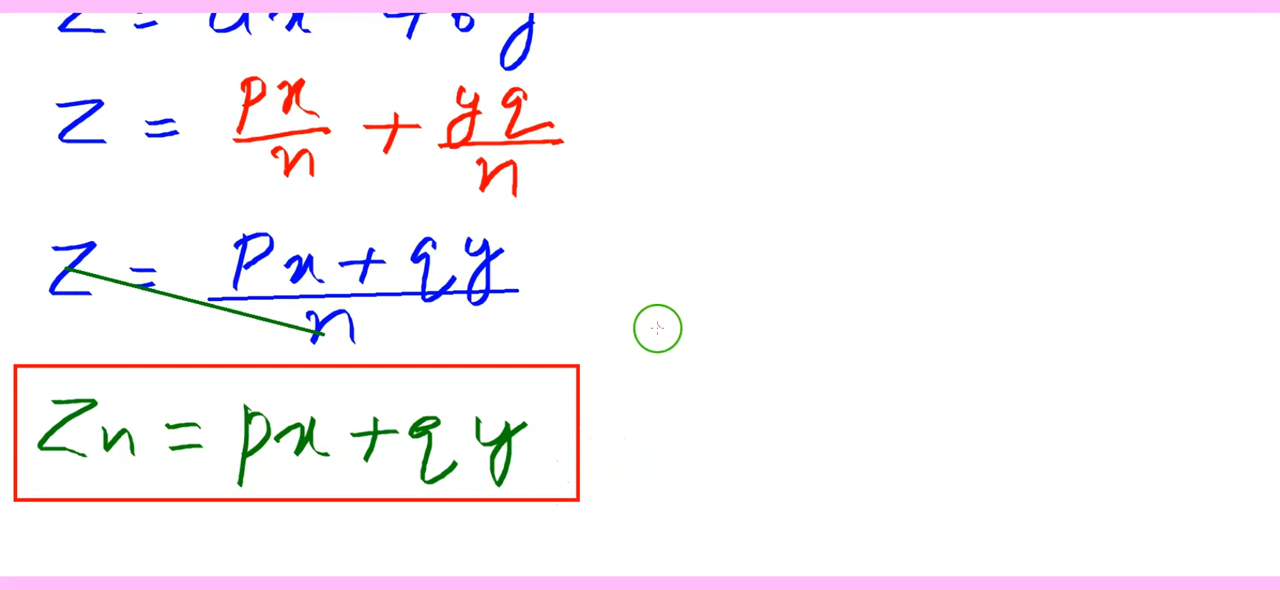 Z = px/n + yq/n
Z = px + qy/n
Zn = px + qy